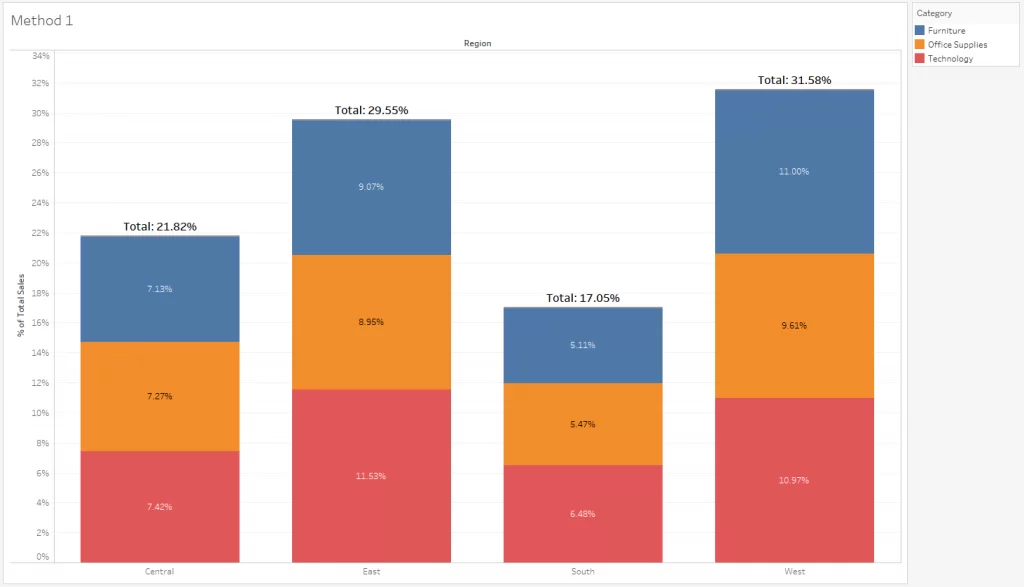 Method 1
Category
Furniture
Office Supplies
Technology
Region
% of Total Sales
34%
32%
30%
28%
26%
24%
22%
20%
18%
16%
14%
12%
10%
8%
6%
4%
2%
0%
Total: 21.82%
7.13%
7.27%
7.42%
Total: 29.55%
9.07%
8.95%
11.53%
Total: 17.05%
5.11%
5.47%
6.48%
Total: 31.58%
11.00%
9.61%
10.97%
Central
East
South
West